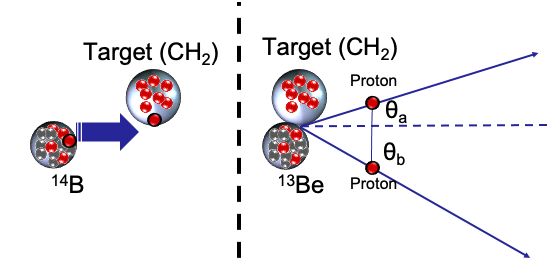 Target (CH₂)
¹⁴B
Target (CH₂)
Proton
θₐ
θb
Proton
¹³Be